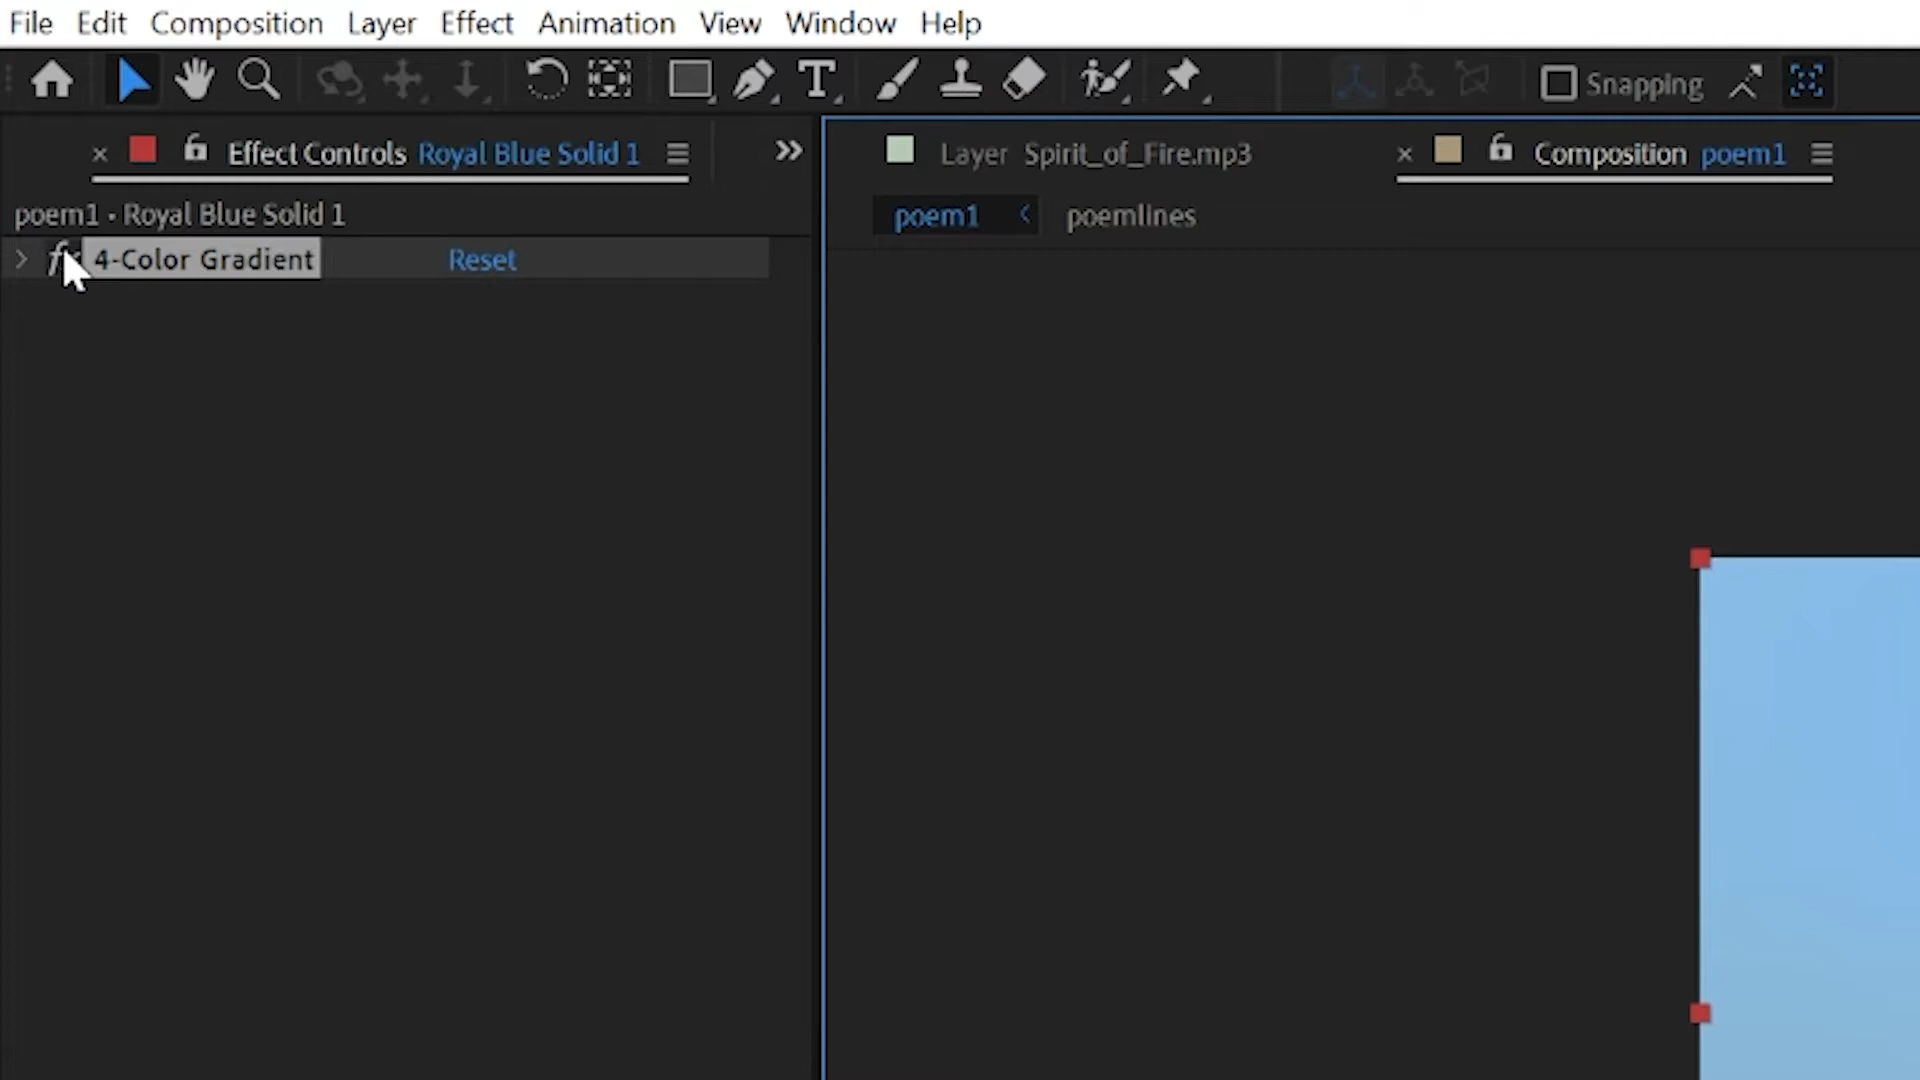 File Edit Composition Layer Effect Animation View Window Help
Snapping
Effect Controls Royal Blue Solid 1
Layer Spirit_of_Fire.mp3
Composition poem1
poem1 • Royal Blue Solid 1
poem1
poemlines
4-Color Gradient
Reset